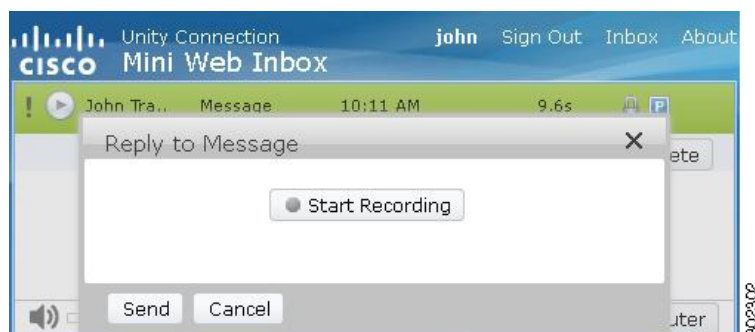 Unity Connection
CISCO Mini Web Inbox
john Sign Out Inbox About
! John Tra.. Message 10:11 AM 9.6s P
Reply to Message
ete
Start Recording
Send Cancel
uter